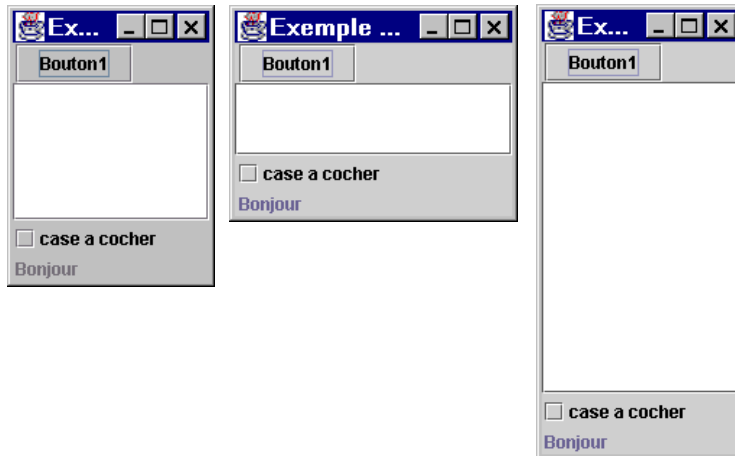 Ex...
Bouton1
case a cocher
Bonjour
Exemple ...
Bouton1
case a cocher
Bonjour
Ex...
Bouton1
case a cocher
Bonjour